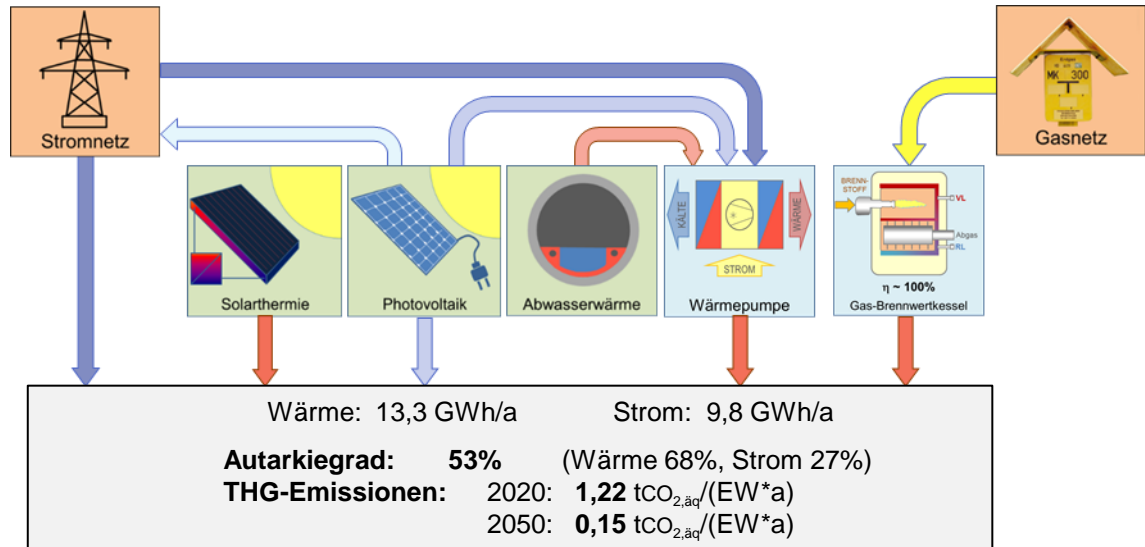 Stromnetz
Krüger
MK 300
Gasnetz
Solarthermie
Photovoltaik
Abwasserwärme
KÄLTE
WÄRME
STROM
Wärmepumpe
BRENN-
STOFF
VL
Abgas
RL
η ~ 100%
Gas-Brennwertkessel
Wärme: 13,3 GWh/a Strom: 9,8 GWh/a
Autarkiegrad: 53% (Wärme 68%, Strom 27%)
THG-Emissionen: 2020: 1,22 tCO2,äq/(EW*a)
2050: 0,15 tCO2,äq/(EW*a)